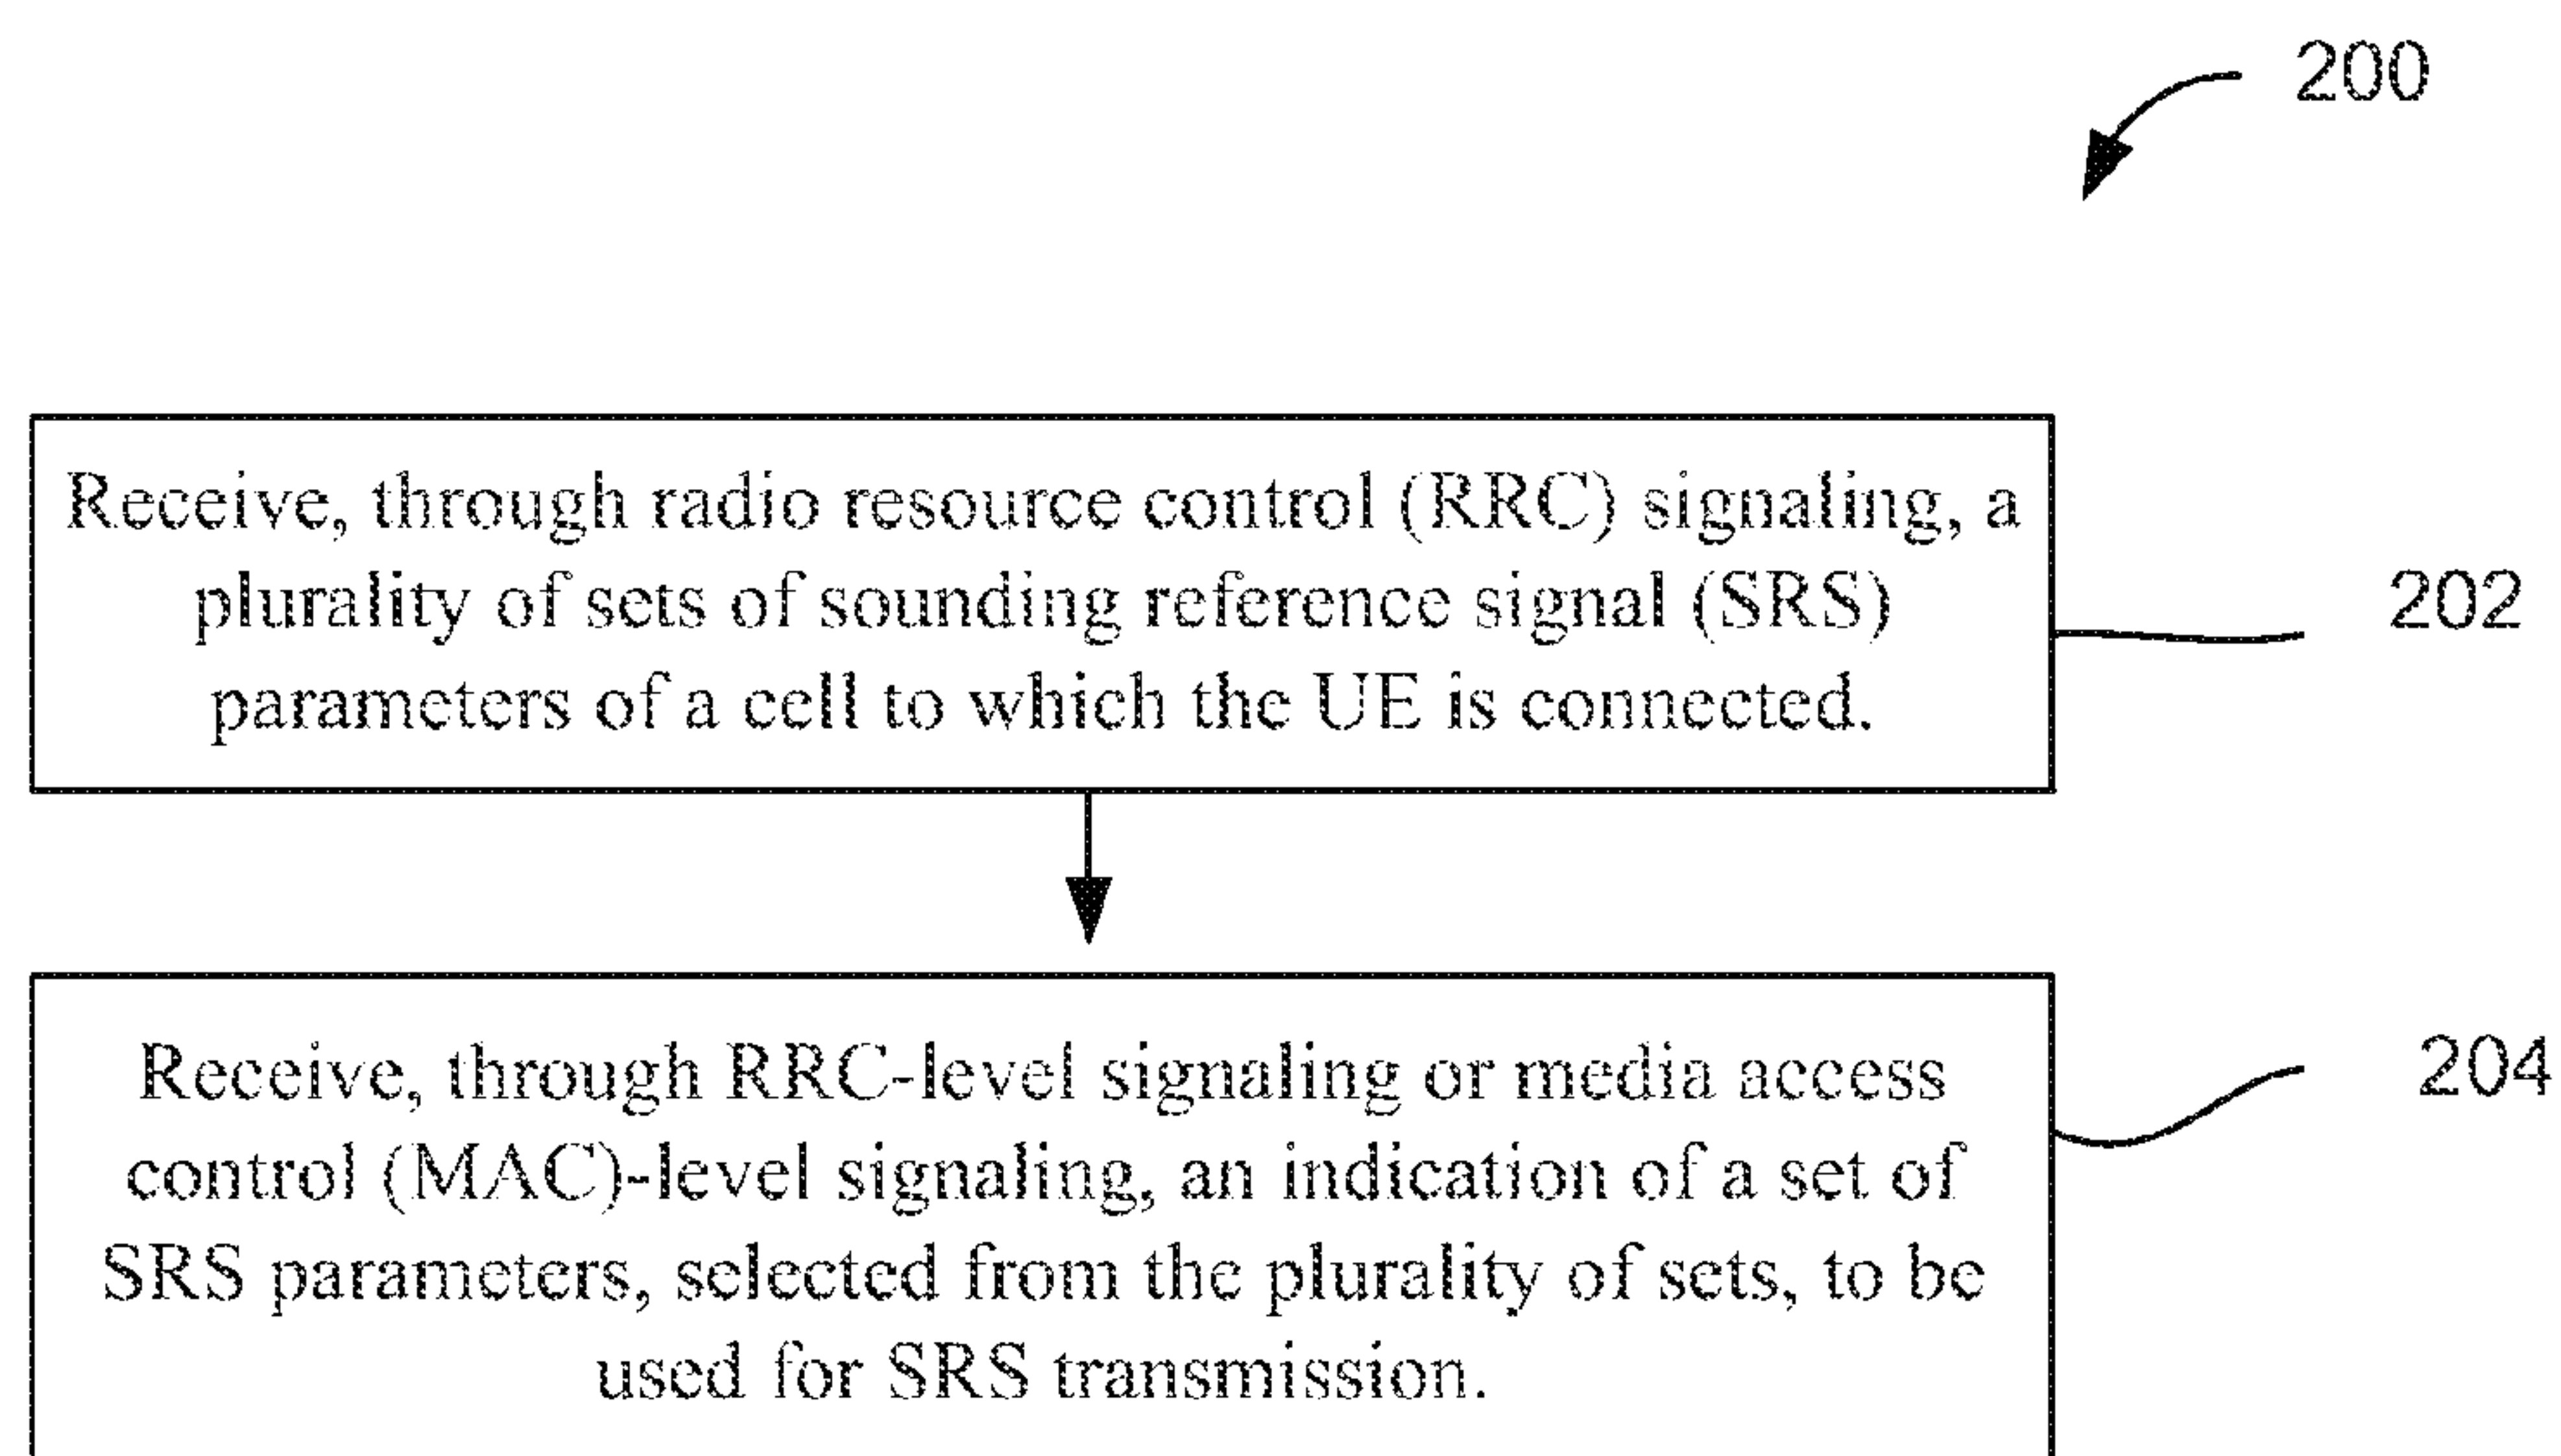 200
Receive, through radio resource control (RRC) signaling, a
plurality of sets of sounding reference signal (SRS)
parameters of a cell to which the UE is connected.
202
Receive, through RRC-level signaling or media access
control (MAC)-level signaling, an indication of a set of
SRS parameters, selected from the plurality of sets, to be
used for SRS transmission.
204